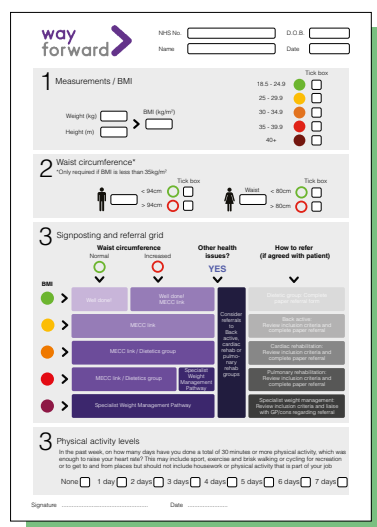 way
forward
NHS No.
D.O.B.
Name
Date
1 Measurements / BMI
Tick box
Weight (kg)
Height (m)
BMI (kg/m²)
18.5 - 24.9
25 - 29.9
30 - 34.9
35 - 39.9
40+
2 Waist circumference*
*Only required if BMI is less than 35kg/m²
Tick box
< 94cm
> 94cm
Waist
Tick box
< 80cm
> 80cm
3 Signposting and referral grid
Waist circumference
Normal
Increased
Other health
issues?
YES
How to refer
(if agreed with patient)
BMI
Well done!
Well done!
MECC link
MECC link
MECC link / Dietetics group
MECC link / Dietetics group
Specialist
Weight
Management
Pathway
Specialist Weight Management Pathway
Consider
referrals
to
Back
active,
cardiac
rehab or
pulmo-
nary
rehab
groups
Dietetic group: Complete
paper referral form
Back active:
Review inclusion criteria and
complete paper referral
Cardiac rehabilitation:
Review inclusion criteria and
complete paper referral
Pulmonary rehabilitation:
Review inclusion criteria and
complete paper referral
Specialist weight management
Review inclusion criteria and liaise
with GP/cons regarding referral
3 Physical activity levels
In the past week, on how many days have you done a total of 30 minutes or more physical activity, which was
enough to raise your heart rate? This may include sport, exercise and brisk walking or cycling for recreation
or to get to and from places but should not include housework or physical activity that is part of your job
None 1 day 2 days 3 days 4 days 5 days 6 days 7 days
Signature
Date